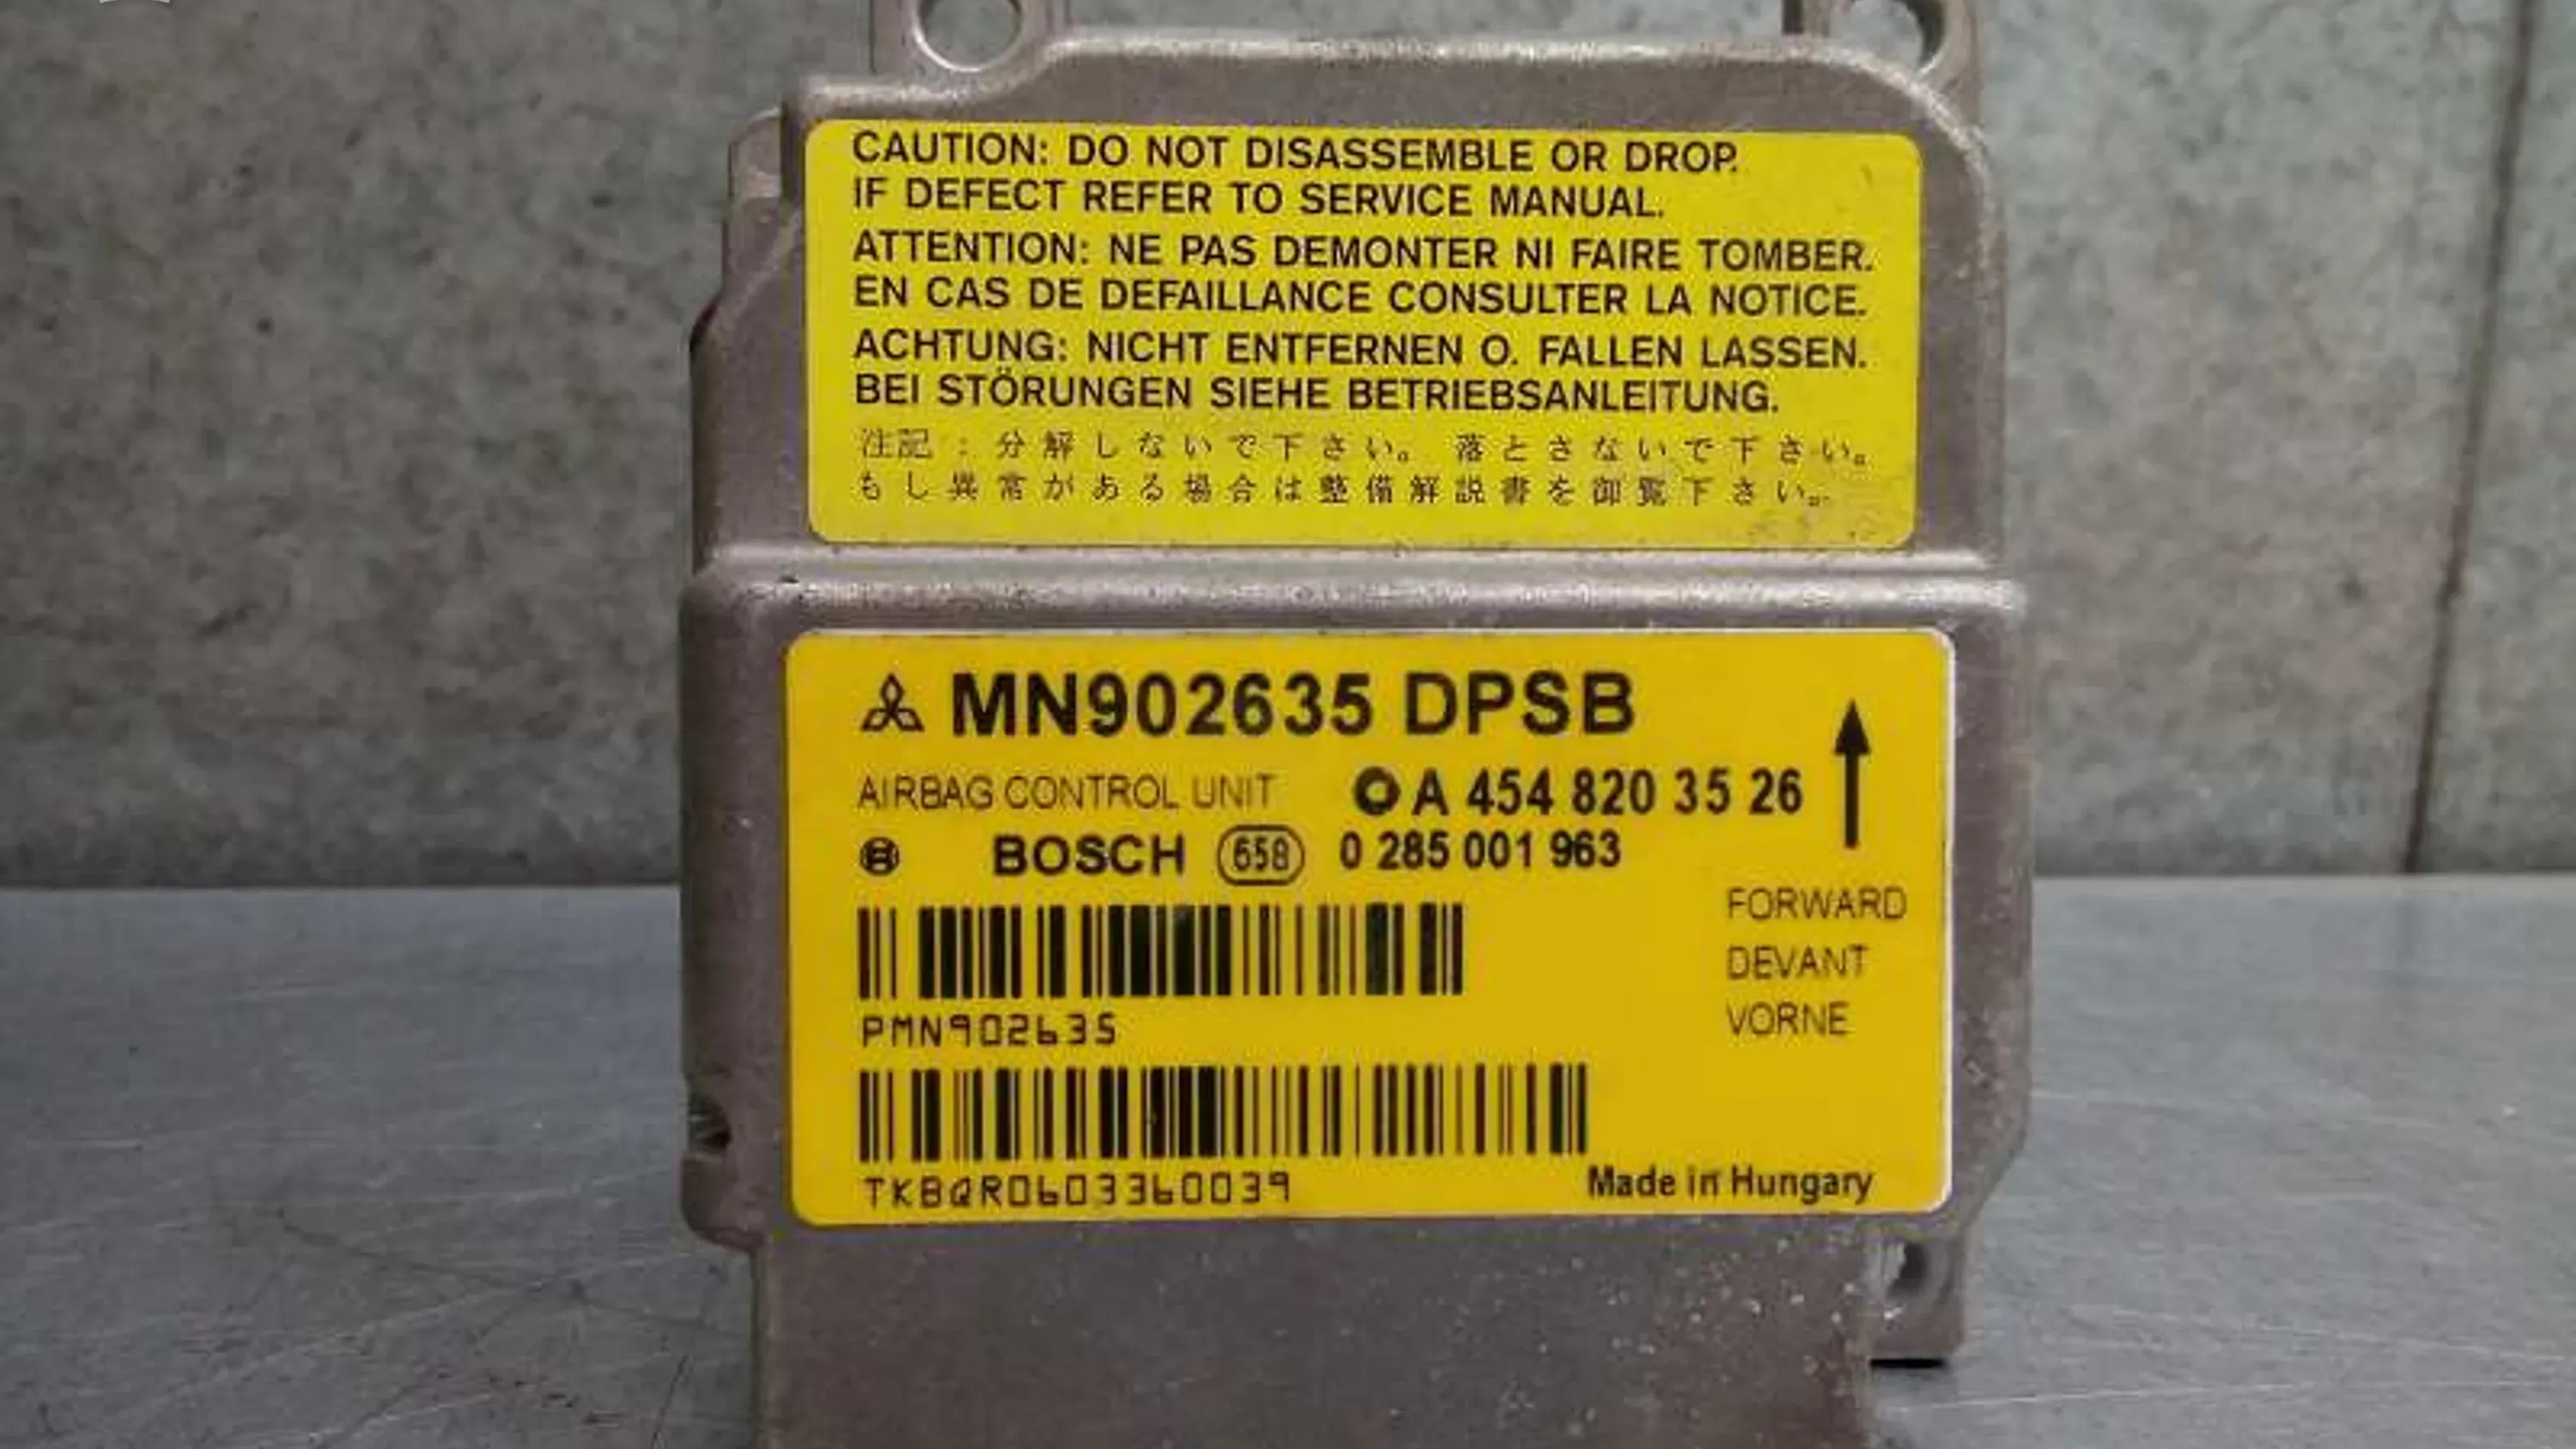 CAUTION: DO NOT DISASSEMBLE OR DROP.
IF DEFECT REFER TO SERVICE MANUAL.
ATTENTION: NE PAS DEMONTER NI FAIRE TOMBER.
EN CAS DE DEFAILLANCE CONSULTER LA NOTICE.
ACHTUNG: NICHT ENTFERNEN O. FALLEN LASSEN.
BEI STÖRUNGEN SIEHE BETRIEBSANLEITUNG.
注記：分解しないで下さい。落とさないで下さい。
もし異常がある場合は整備解説書を御覧下さい。
MN902635 DPSB
AIRBAG CONTROL UNIT A 454 820 35 26
BOSCH 658 0 285 001 963
FORWARD
DEVANT
VORNE
PMN902635
TKBQR0603360039
Made in Hungary